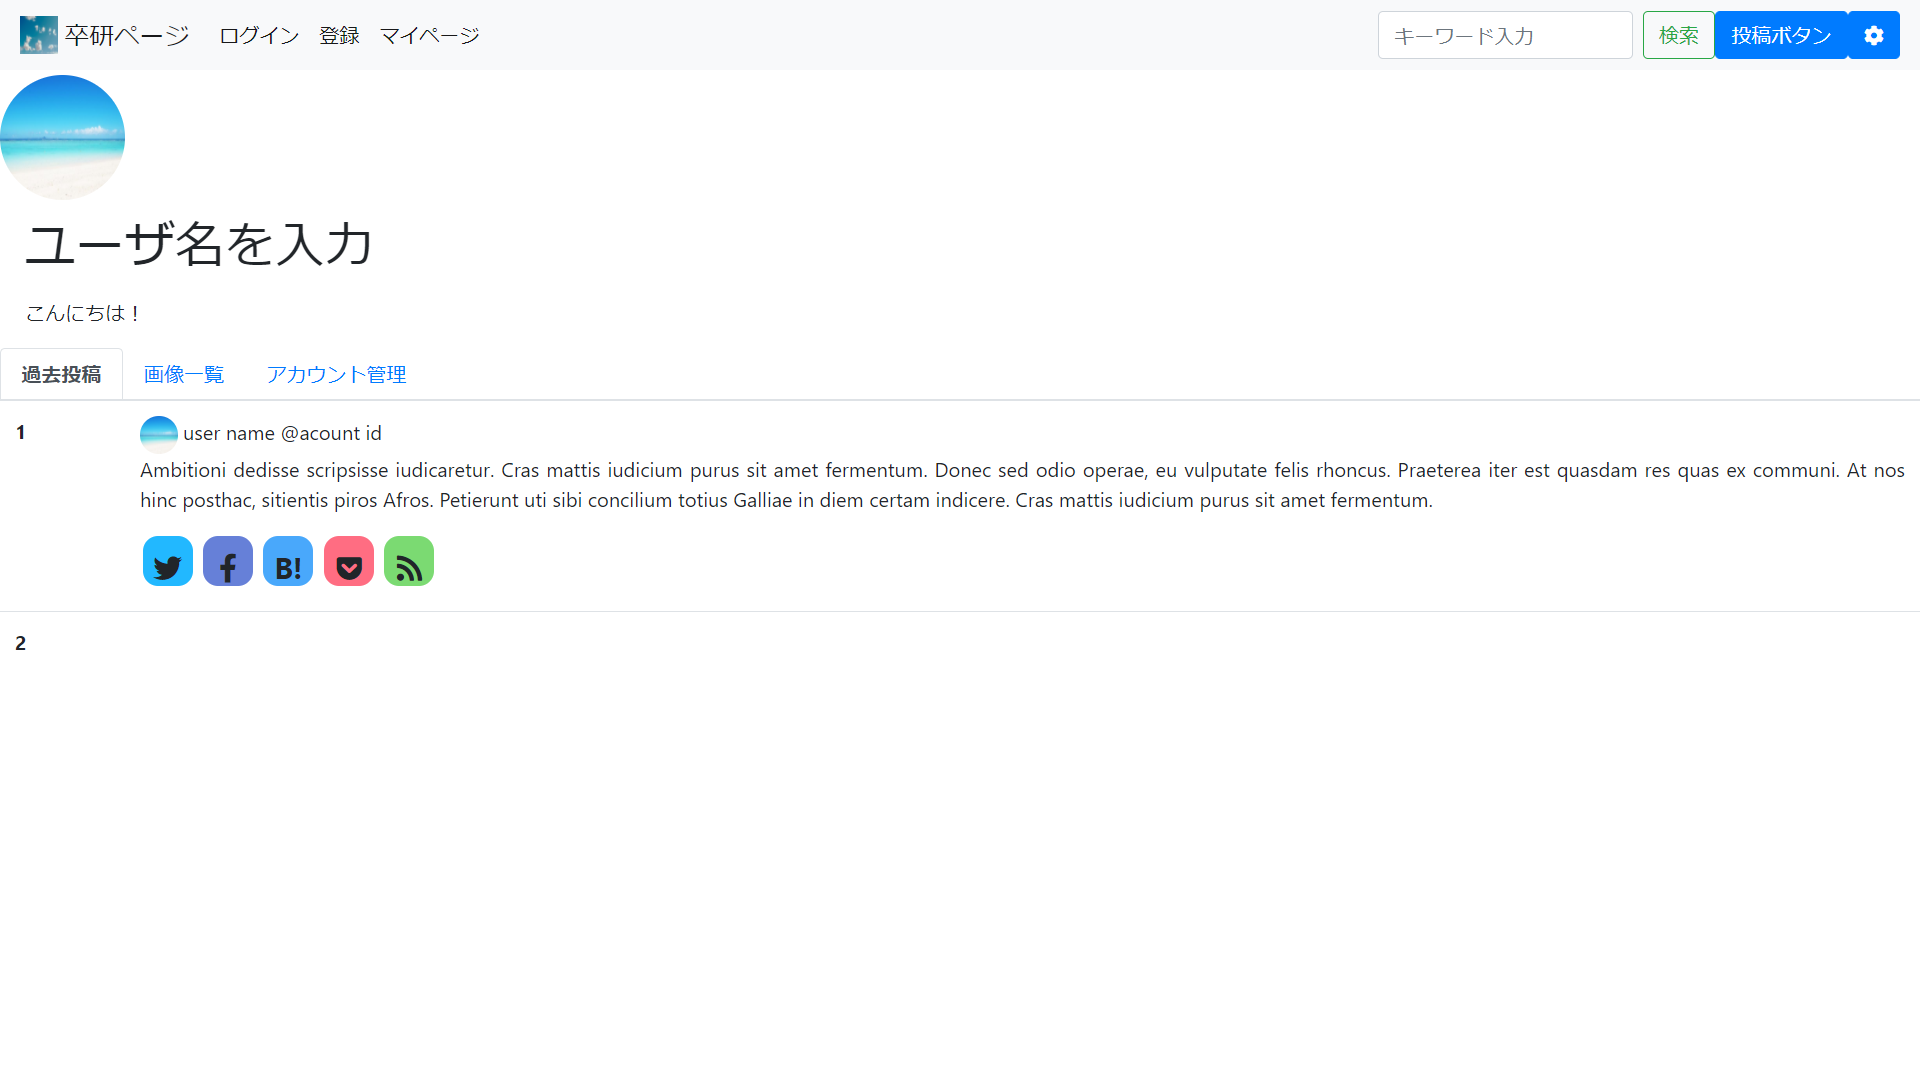 卒研ページ ログイン 登録 マイページ キーワード入力 検索 投稿ボタン
ユーザ名を入力
こんにちは！
過去投稿 画像一覧 アカウント管理
1 user name @acount id
Ambitioni dedisse scripsisse iudicaretur. Cras mattis iudicium purus sit amet fermentum. Donec sed odio operae, eu vulputate felis rhoncus. Praeterea iter est quasdam res quas ex communi. At nos
hinc posthac, sitientis piros Afros. Petierunt uti sibi concilium totius Galliae in diem certam indicere. Cras mattis iudicium purus sit amet fermentum.
B!
2